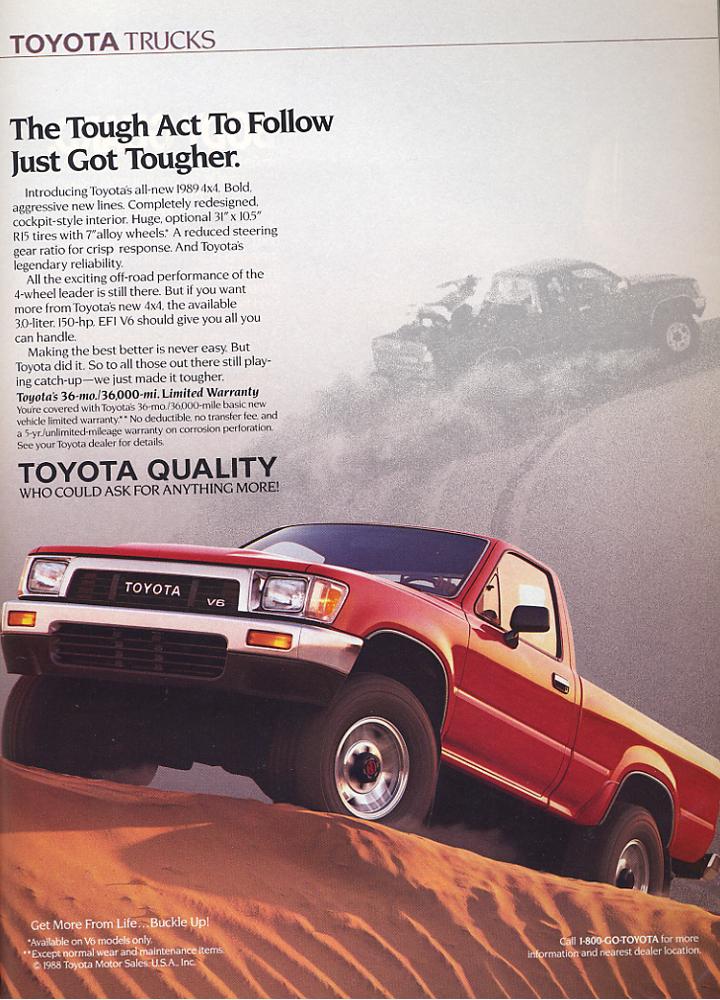 TOYOTA TRUCKS
The Tough Act To Follow
Just Got Tougher.
Introducing Toyota's all-new 1989 4x4. Bold,
aggressive new lines. Completely redesigned,
cockpit-style interior. Huge, optional 31" x 10.5"
R15 tires with 7" alloy wheels.* A reduced steering
gear ratio for crisp response. And Toyota's
legendary reliability.
All the exciting off-road performance of the
4-wheel leader is still there. But if you want
more from Toyota's new 4x4, the available
3.0-liter, 150-hp, EFI V6 should give you all you
can handle.
Making the best better is never easy. But
Toyota did it. So to all those out there still play-
ing catch-up—we just made it tougher.
Toyota's 36-mo./36,000-mi. Limited Warranty
You're covered with Toyota's 36-mo./36,000-mile basic new
vehicle limited warranty.** No deductible, no transfer fee, and
a 5-yr./unlimited-mileage warranty on corrosion perforation.
See your Toyota dealer for details.
TOYOTA QUALITY
WHO COULD ASK FOR ANYTHING MORE!
TOYOTA
V6
Get More From Life...Buckle Up!
*Available on V6 models only.
**Except normal wear and maintenance items.
© 1988 Toyota Motor Sales, U.S.A., Inc.
Call 1-800-GO-TOYOTA for more
information and nearest dealer location.